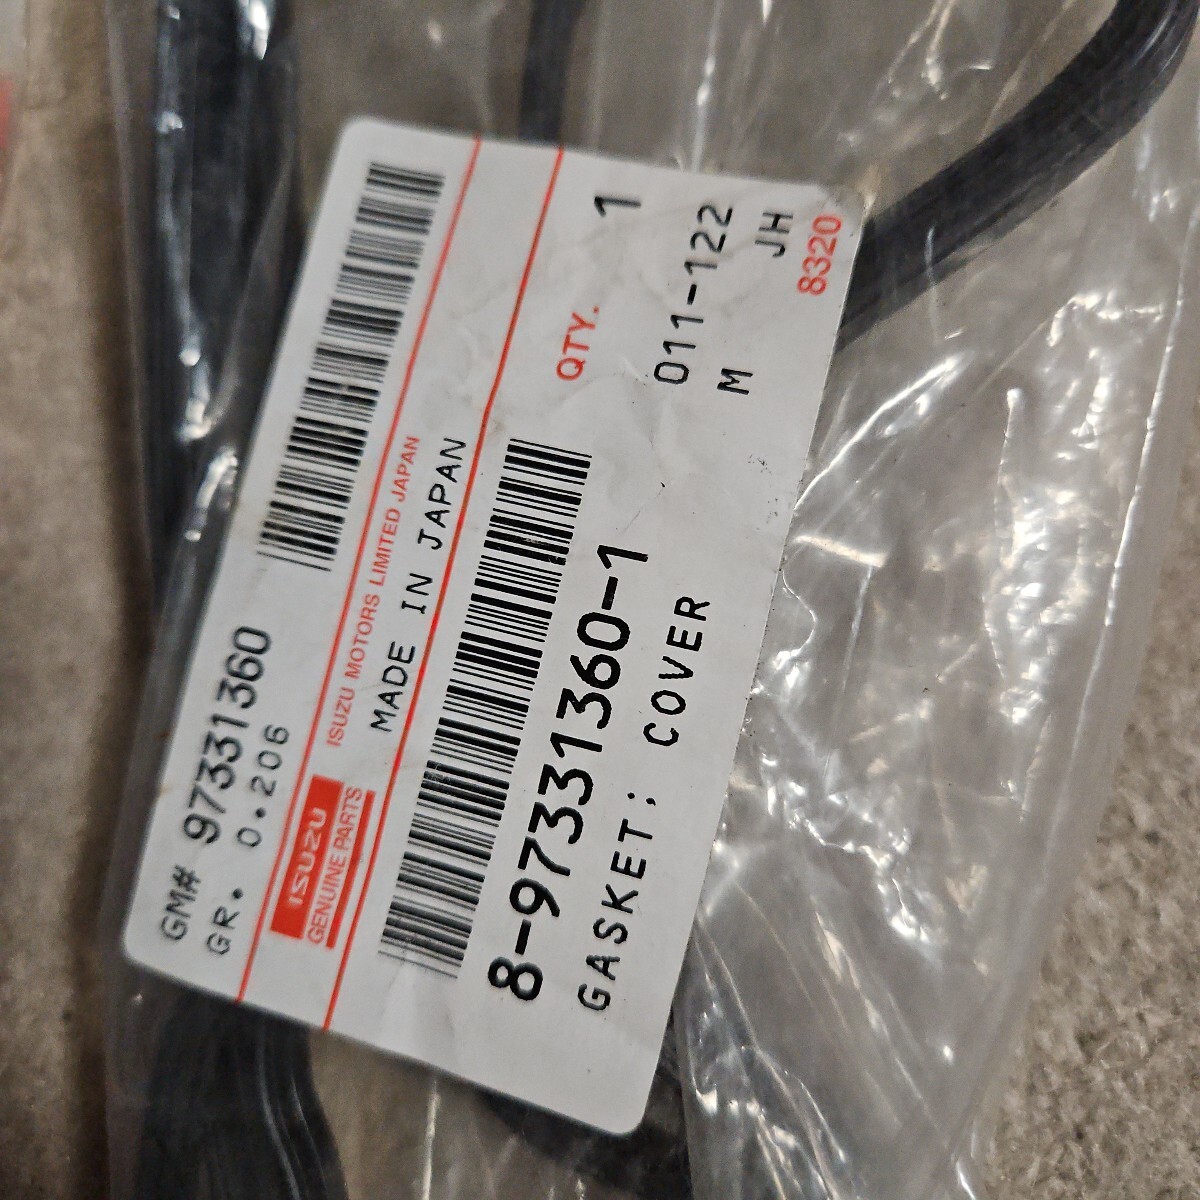 GM# 97331360
GR. 0.206
ISUZU
GENUINE PARTS
ISUZU MOTORS LIMITED JAPAN
MADE IN JAPAN
QTY. 1
8-97331360-1
011-122
GASKET; COVER
M JH
8320